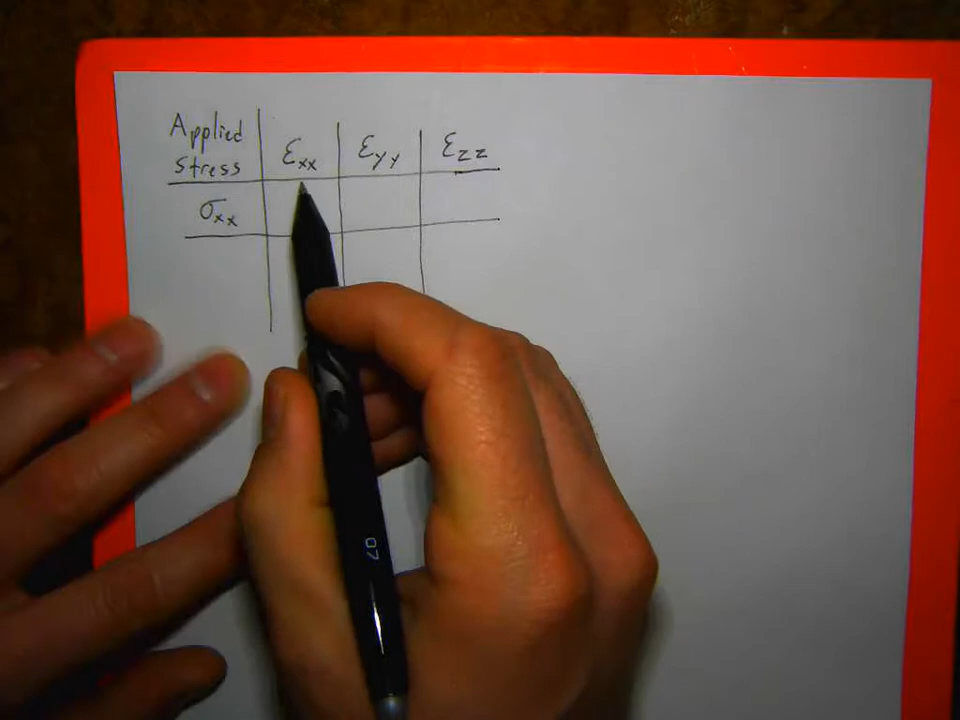 Applied
Stress
εxx
εyy
εzz
σxx
07